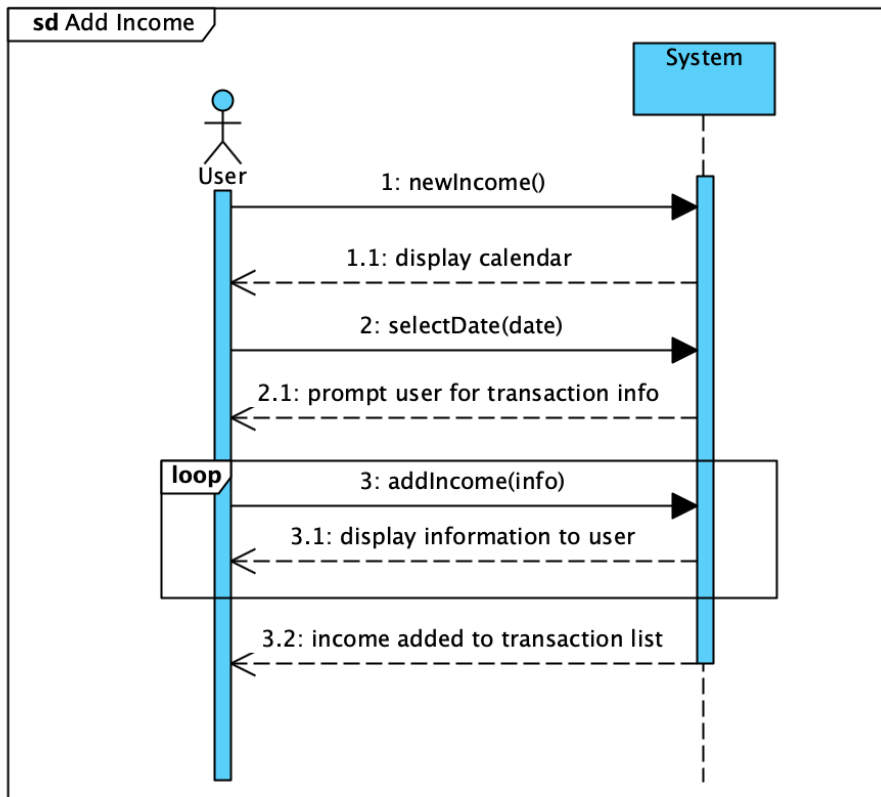 sd Add Income
System
User
1: newIncome()
1.1: display calendar
2: selectDate(date)
2.1: prompt user for transaction info
loop
3: addIncome(info)
3.1: display information to user
3.2: income added to transaction list